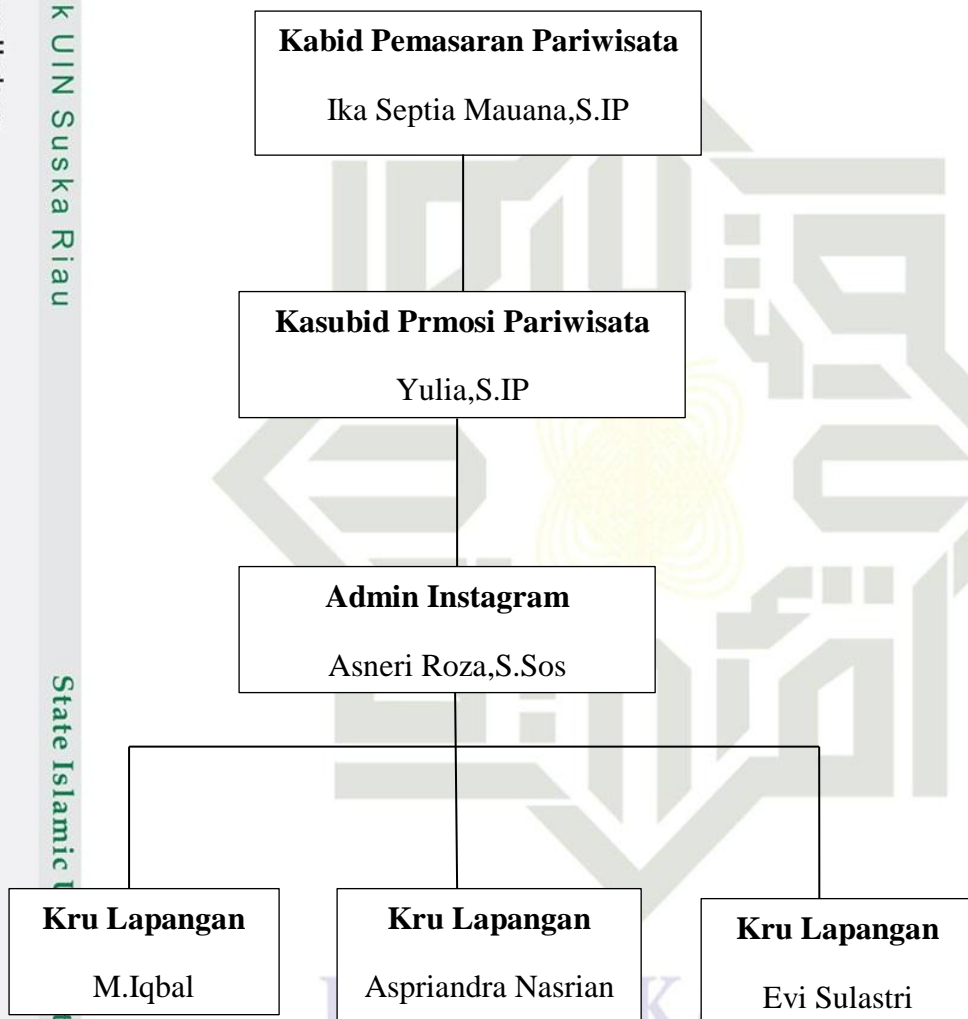 k UIN Suska Riau
State Islamic
Kabid Pemasaran Pariwisata
Ika Septia Mauana,S.IP
Kasubid Prmosi Pariwisata
Yulia,S.IP
Admin Instagram
Asneri Roza,S.Sos
Kru Lapangan
M.Iqbal
Kru Lapangan
Aspriandra Nasrian
Kru Lapangan
Evi Sulastri